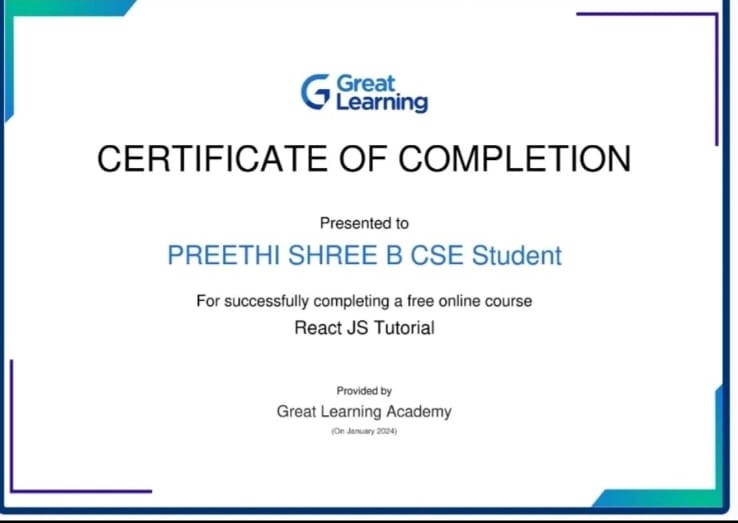 Great
Learning
CERTIFICATE OF COMPLETION
Presented to
PREETHI SHREE B CSE Student
For successfully completing a free online course
React JS Tutorial
Provided by
Great Learning Academy
(On January 2024)